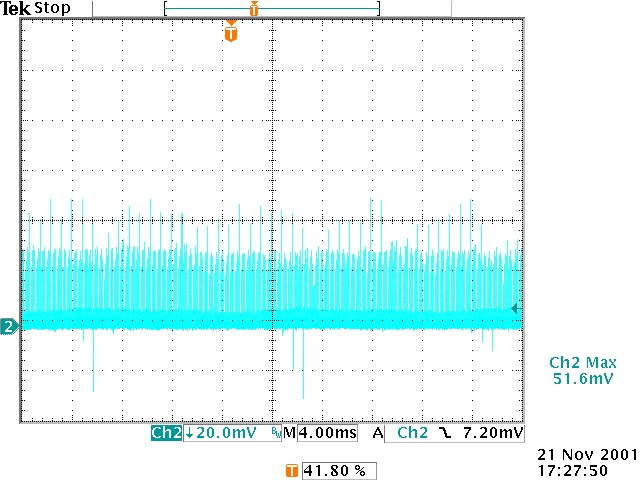 Tek Stop
T
T
2
Ch2 Max
51.6mV
Ch2 20.0mV BW M 4.00ms A Ch2 7.20mV
T 41.80 %
21 Nov 2001
17:27:50